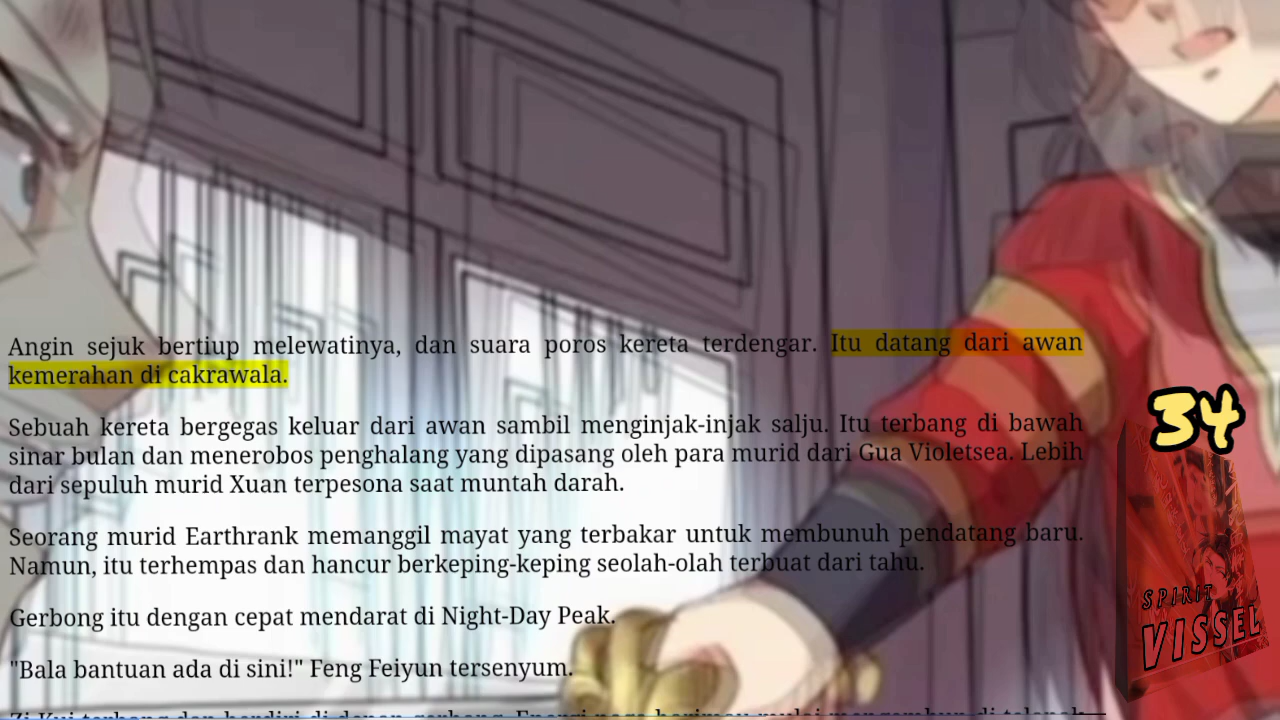 Angin sejuk bertiup melewatinya, dan suara poros kereta terdengar. Itu datang dari awan
kemerahan di cakrawala.
Sebuah kereta bergegas keluar dari awan sambil menginjak-injak salju. Itu terbang di bawah
sinar bulan dan menerobos penghalang yang dipasang oleh para murid dari Gua Violetsea. Lebih
dari sepuluh murid Xuan terpesona saat muntah darah.
Seorang murid Earthrank memanggil mayat yang terbakar untuk membunuh pendatang baru.
Namun, itu terhempas dan hancur berkeping-keping seolah-olah terbuat dari tahu.
Gerbong itu dengan cepat mendarat di Night-Day Peak.
"Bala bantuan ada di sini!" Feng Feiyun tersenyum.
34
SPIRIT
VISSEL